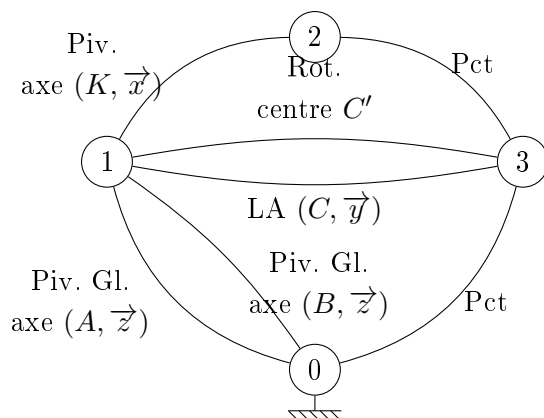 2
Piv.
axe (K, x⃗)
Pct
Rot.
centre C′
1
3
LA (C, y⃗)
Piv. Gl.
axe (A, z⃗)
Piv. Gl.
axe (B, z⃗)
Pct
0